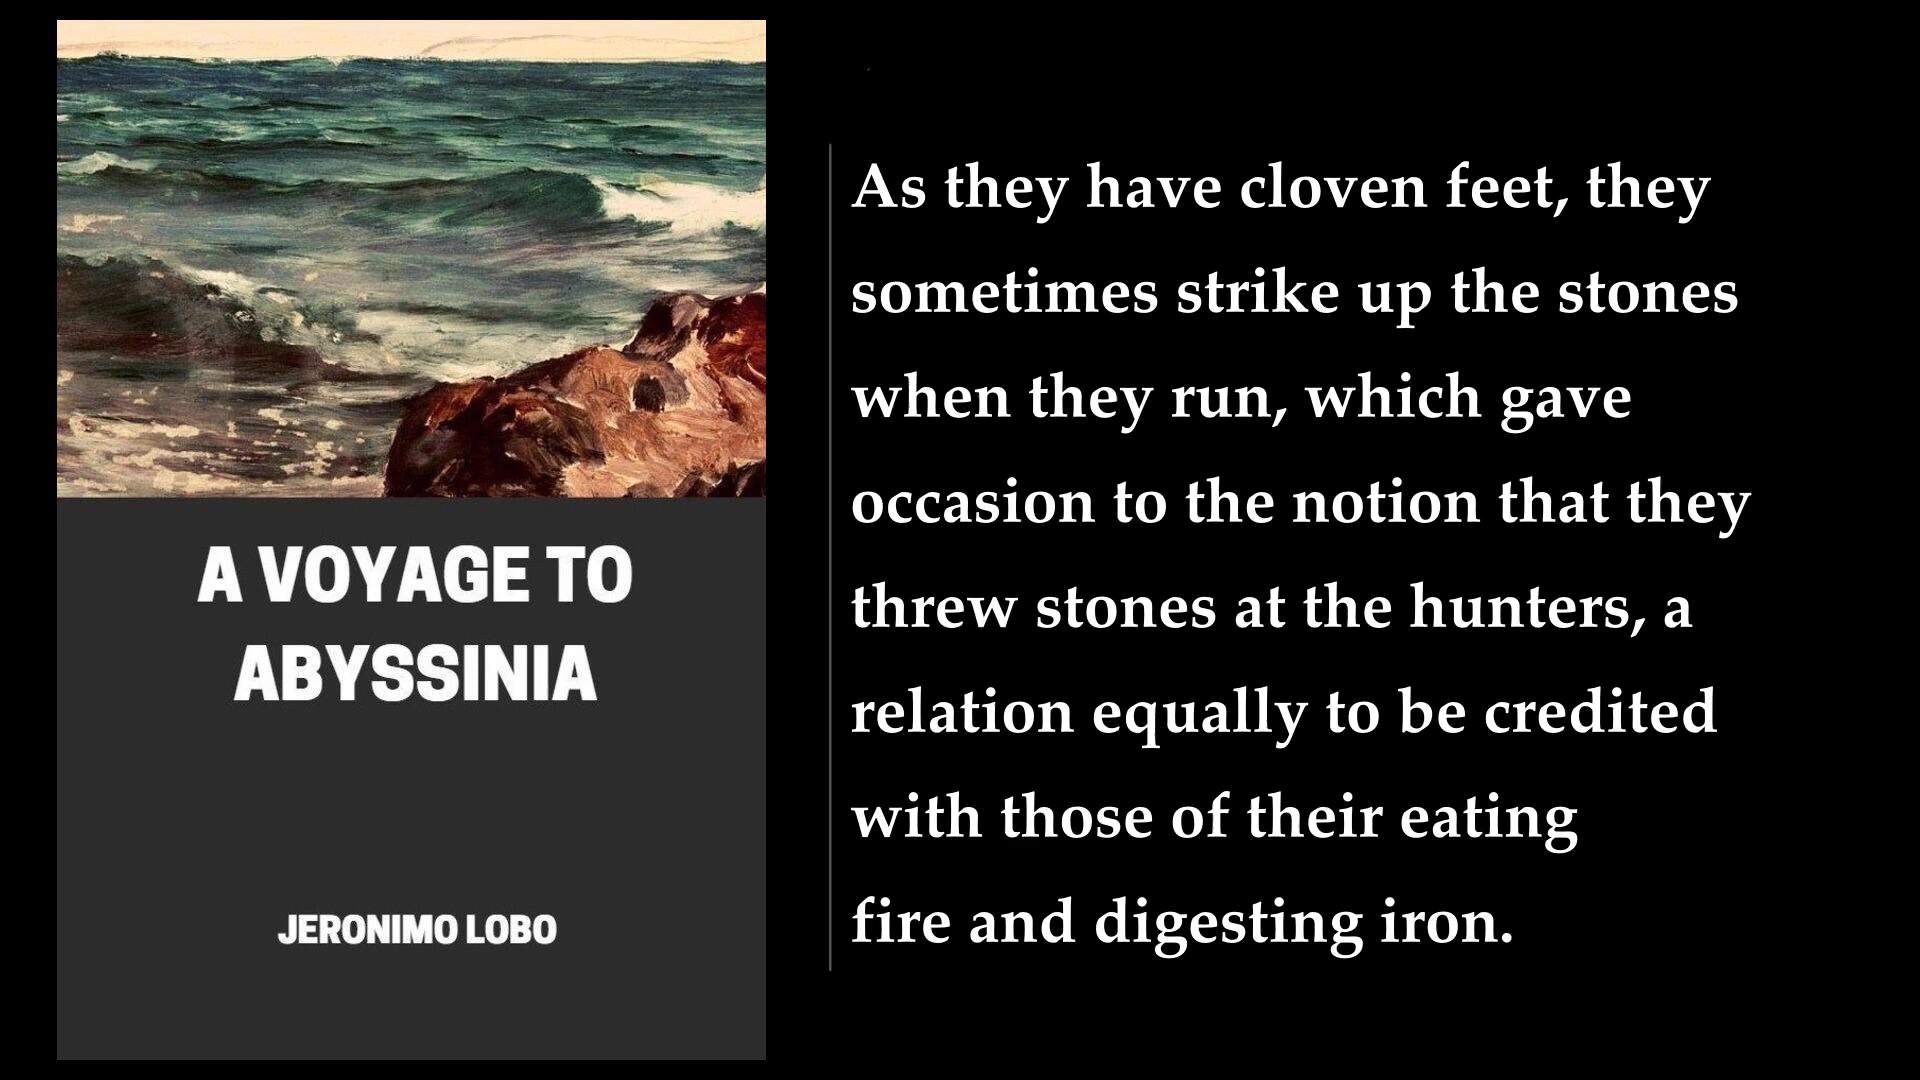 A VOYAGE TO
ABYSSINIA
JERONIMO LOBO
As they have cloven feet, they
sometimes strike up the stones
when they run, which gave
occasion to the notion that they
threw stones at the hunters, a
relation equally to be credited
with those of their eating
fire and digesting iron.